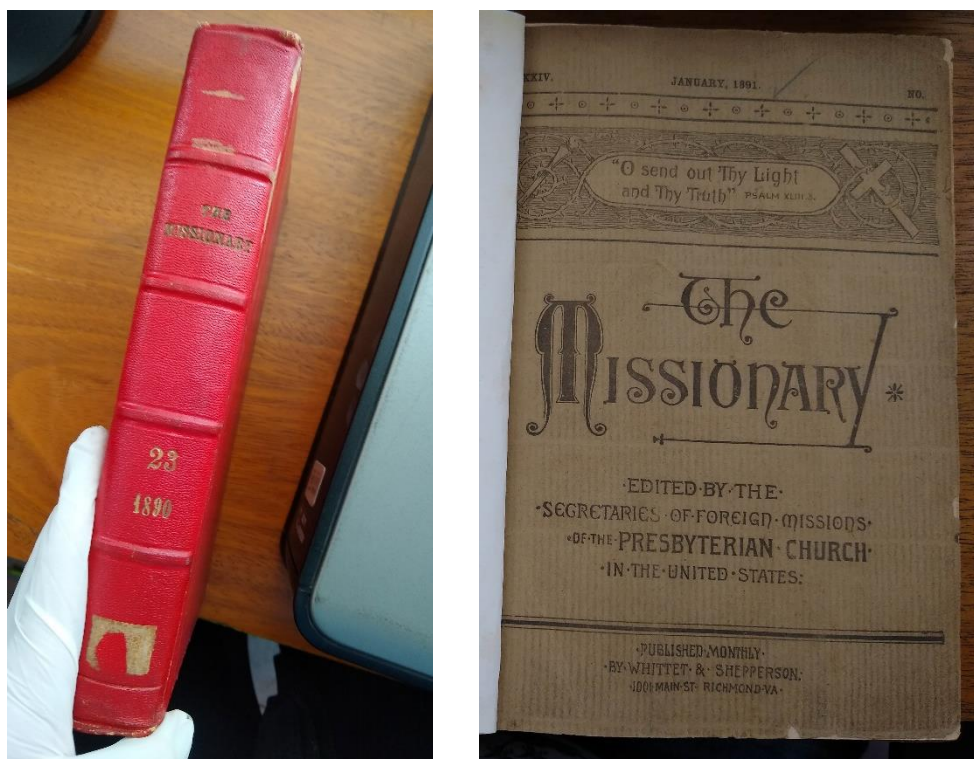 THE
MISSIONARY
23
1890
XXIV.
JANUARY, 1891.
NO.
"O send out Thy Light
and Thy Truth" PSALM XLIII.3.
The
Missionary
·EDITED·BY·THE·
·SECRETARIES·OF·FOREIGN·MISSIONS·
·OF·THE·PRESBYTERIAN·CHURCH·
·IN·THE·UNITED·STATES:
·PUBLISHED·MONTHLY·
·BY·WHITTET·&·SHEPPERSON:
·1001·MAIN·ST·RICHMOND·VA·